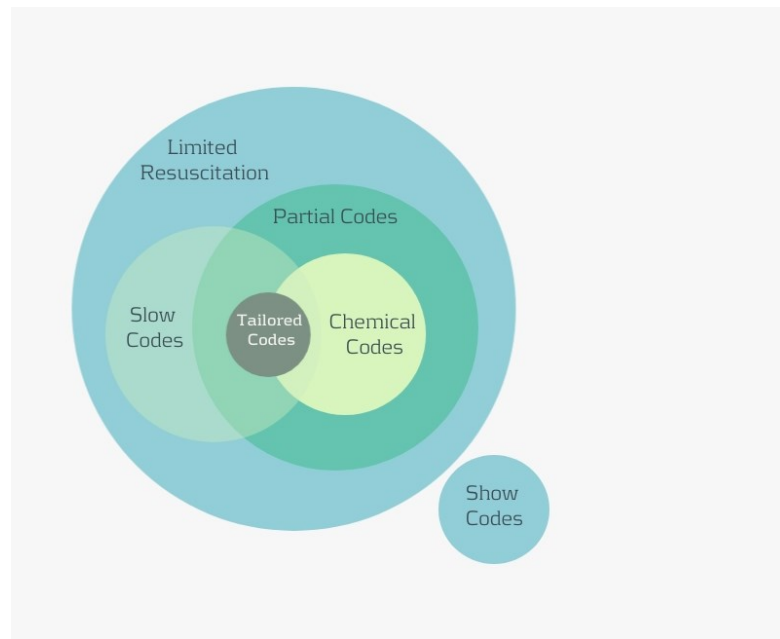 Limited
Resuscitation
Partial Codes
Slow
Codes
Tailored
Codes
Chemical
Codes
Show
Codes